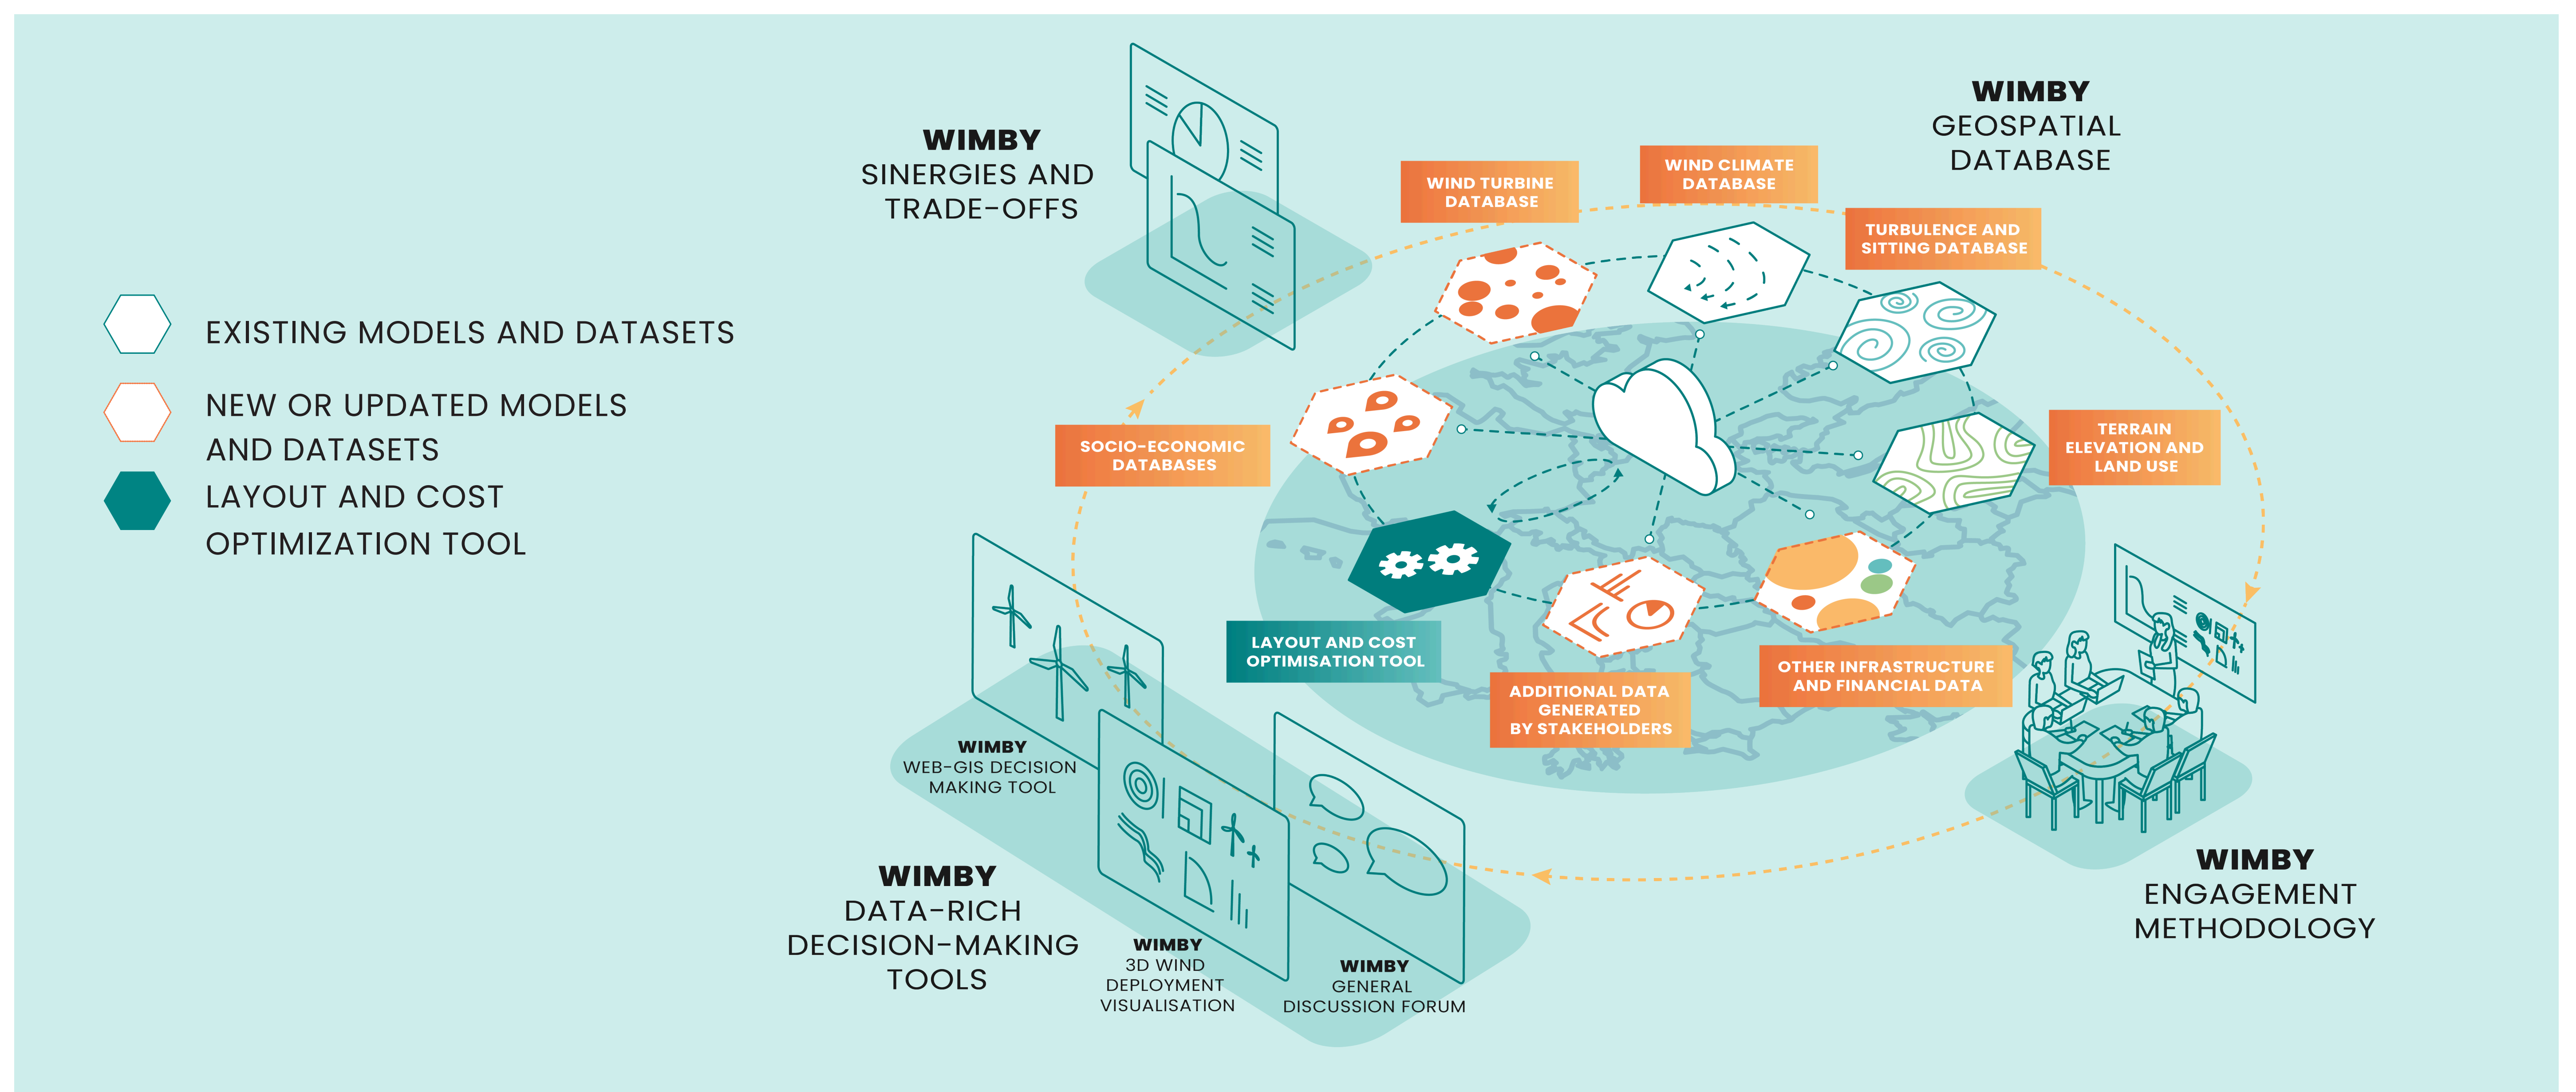 EXISTING MODELS AND DATASETS
NEW OR UPDATED MODELS
AND DATASETS
LAYOUT AND COST
OPTIMIZATION TOOL
WIMBY
SINERGIES AND
TRADE-OFFS
WIMBY
GEOSPATIAL
DATABASE
WIND TURBINE
DATABASE
WIND CLIMATE
DATABASE
TURBULENCE AND
SITTING DATABASE
TERRAIN
ELEVATION AND
LAND USE
SOCIO-ECONOMIC
DATABASES
LAYOUT AND COST
OPTIMISATION TOOL
ADDITIONAL DATA
GENERATED
BY STAKEHOLDERS
OTHER INFRASTRUCTURE
AND FINANCIAL DATA
WIMBY
WEB-GIS DECISION
MAKING TOOL
WIMBY
DATA-RICH
DECISION-MAKING
TOOLS
WIMBY
3D WIND
DEPLOYMENT
VISUALISATION
WIMBY
GENERAL
DISCUSSION FORUM
WIMBY
ENGAGEMENT
METHODOLOGY